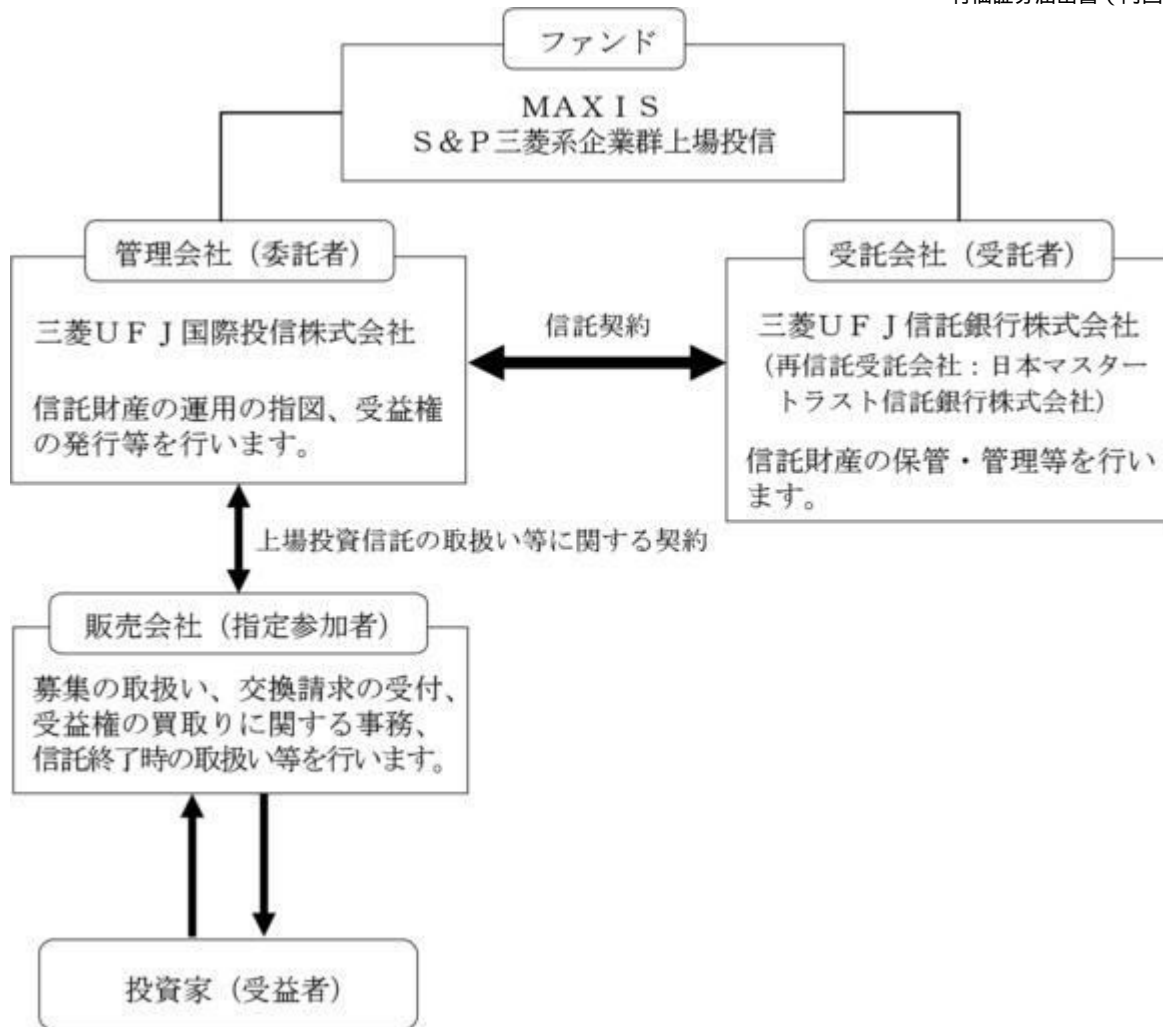 ファンド
ＭＡＸＩＳ
Ｓ＆Ｐ三菱系企業群上場投信
管理会社（委託者）
三菱ＵＦＪ国際投信株式会社
信託財産の運用の指図、受益権
の発行等を行います。
信託契約
受託会社（受託者）
三菱ＵＦＪ信託銀行株式会社
（再信託受託会社：日本マスター
トラスト信託銀行株式会社）
信託財産の保管・管理等を行い
ます。
上場投資信託の取扱い等に関する契約
販売会社（指定参加者）
募集の取扱い、交換請求の受付、
受益権の買取りに関する事務、
信託終了時の取扱い等を行います。
投資家（受益者）